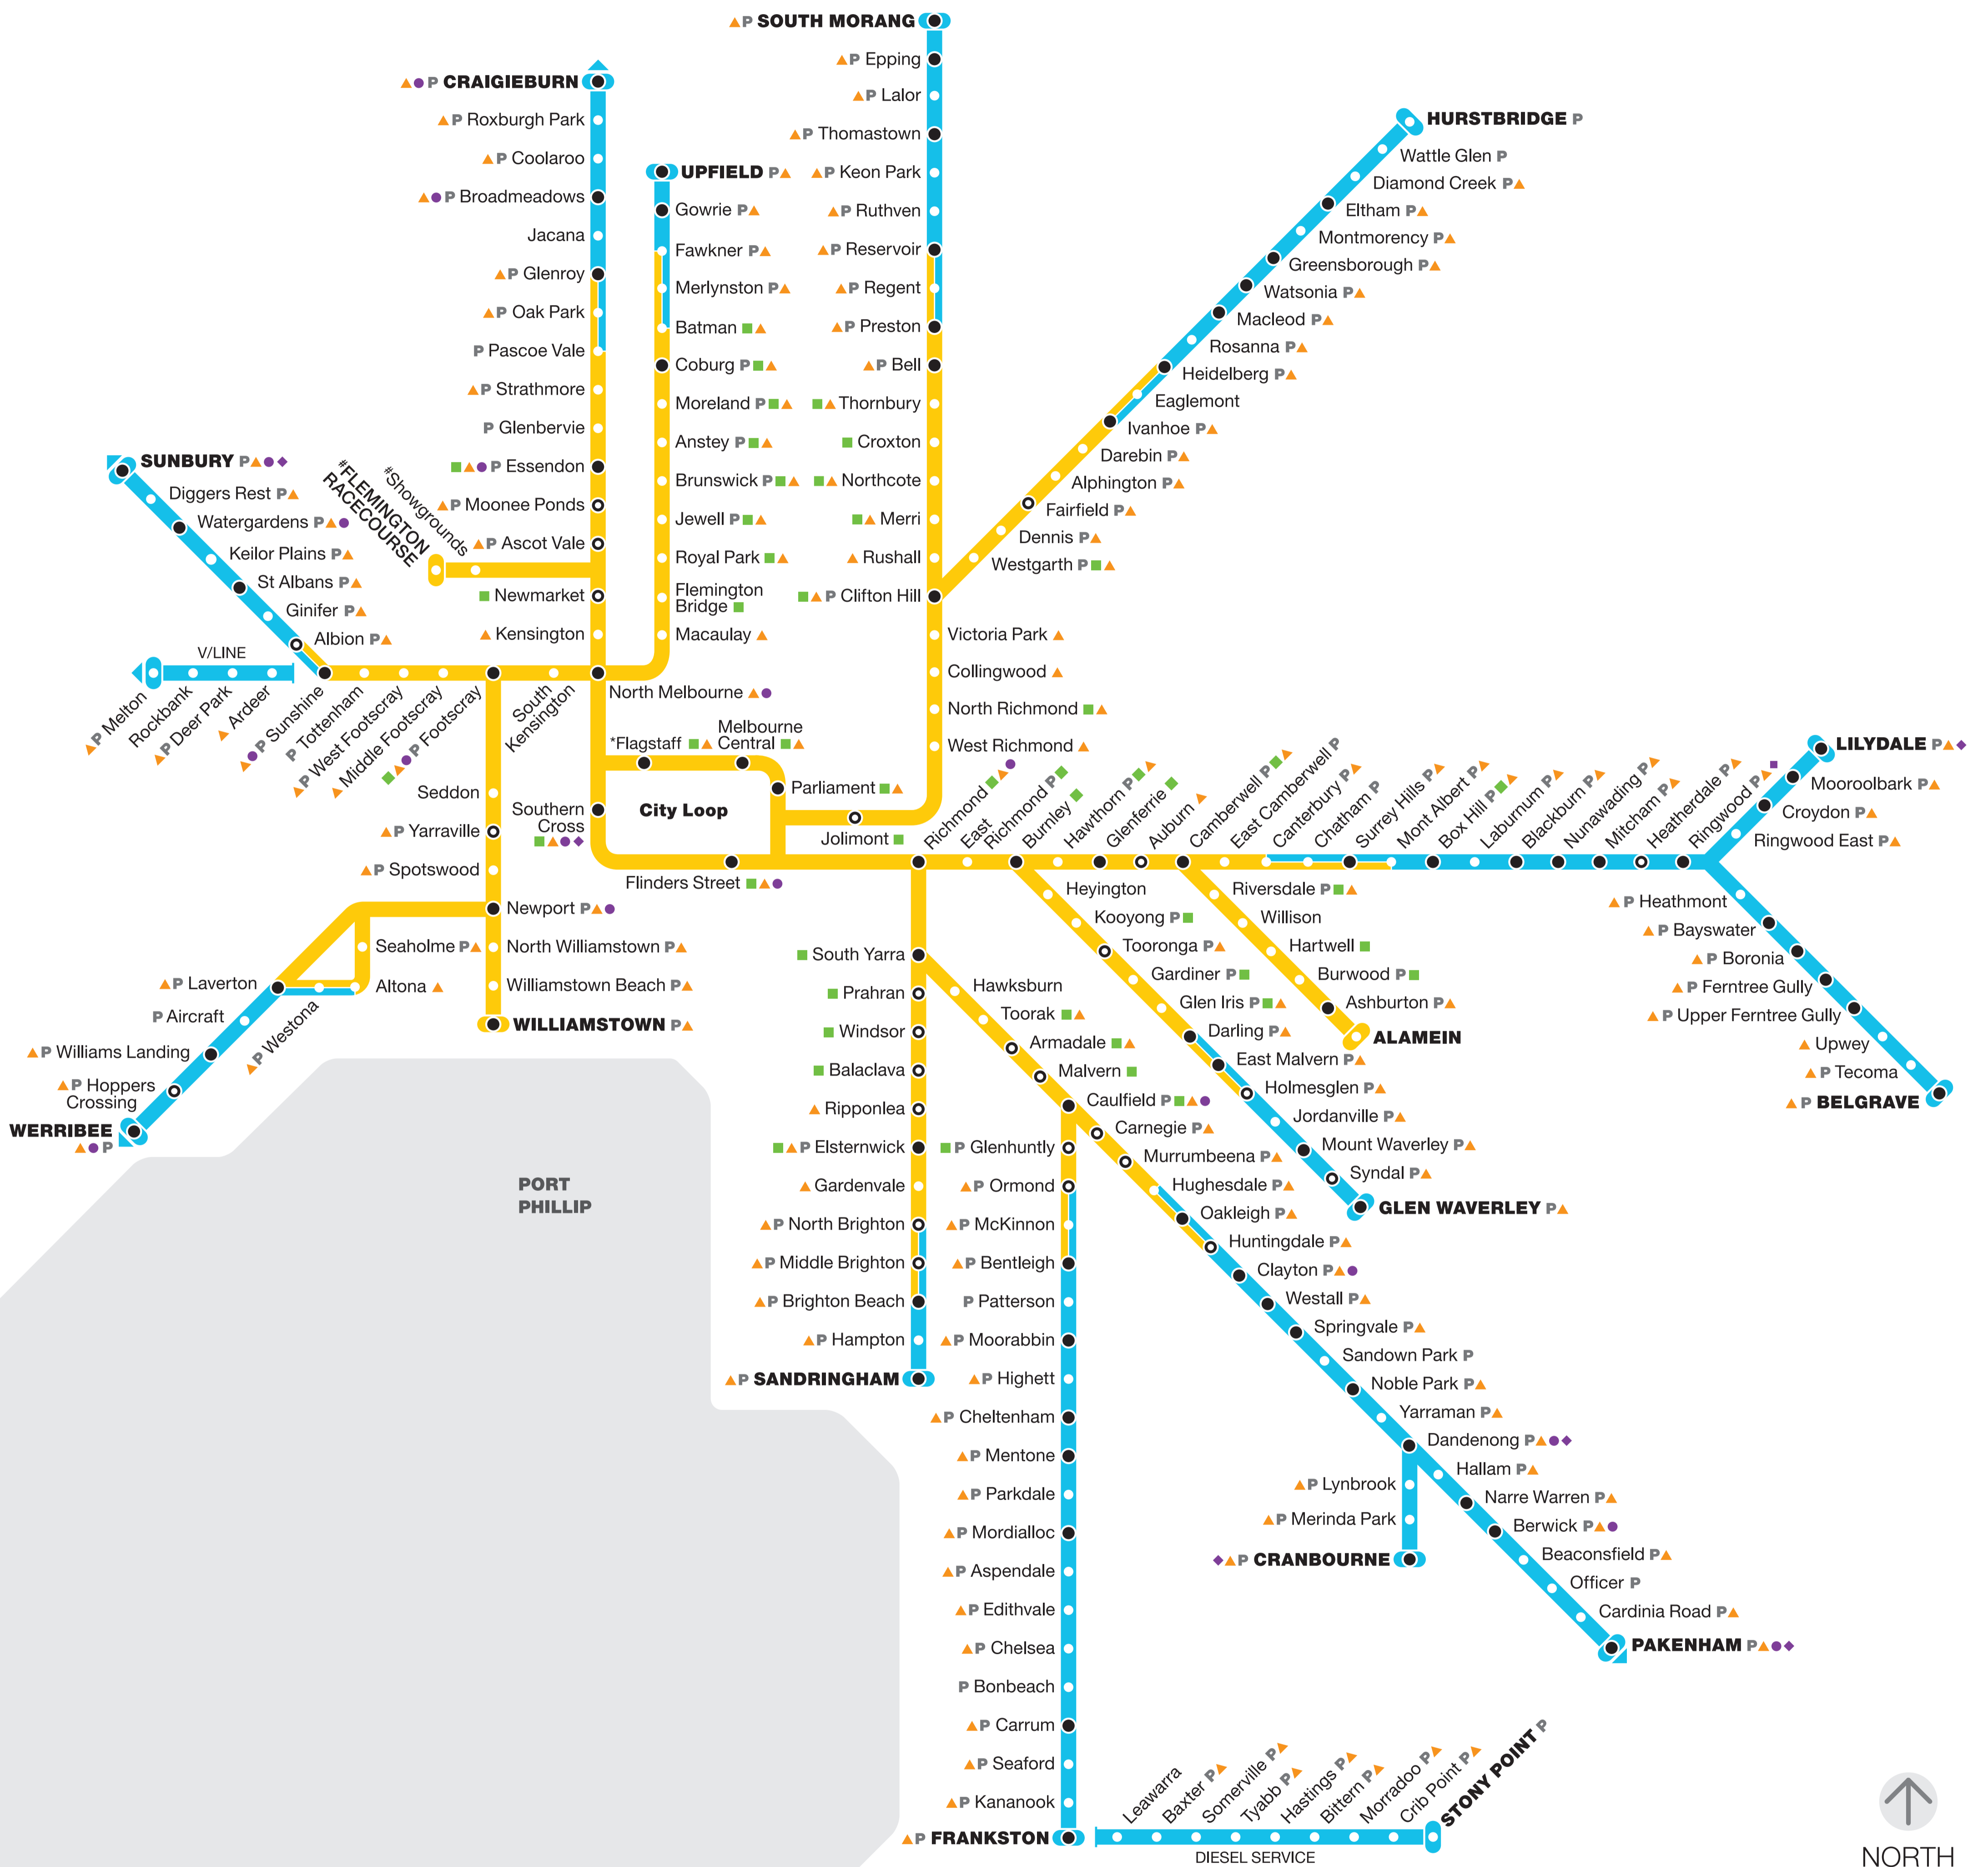 SOUTH MORANG
P
Epping
P
Lalor
P
Thomastown
P
Keon Park
P
Ruthven
P
Reservoir
P
Regent
P
Preston
P
Bell
P
Thornbury
Croxton
Northcote
Merri
Rushall
Clifton Hill
P
Victoria Park
Collingwood
North Richmond
West Richmond
Jolimont
CRAIGIEBURN
P
Roxburgh Park
P
Coolaroo
P
Broadmeadows
P
Jacana
Glenroy
P
Oak Park
P
Pascoe Vale
P
Strathmore
P
Glenbervie
P
Essendon
P
Moonee Ponds
P
Ascot Vale
P
Newmarket
Kensington
North Melbourne
#Showgrounds
#FLEMINGTON
RACECOURSE
UPFIELD P
Gowrie P
Fawkner P
Merlynston P
Batman
Coburg P
Moreland P
Anstey P
Brunswick P
Jewell P
Royal Park
Flemington
Bridge
Macaulay
HURSTBRIDGE P
Wattle Glen P
Diamond Creek P
Eltham P
Montmorency P
Greensborough P
Watsonia P
Macleod P
Rosanna P
Heidelberg P
Eaglemont
Ivanhoe P
Darebin P
Alphington P
Fairfield P
Dennis P
Westgarth P
SUNBURY P
Diggers Rest P
Watergardens P
Keilor Plains P
St Albans P
Ginifer P
Albion P
V/LINE
P Melton
Rockbank
P Deer Park
Ardeer
P Sunshine
P Tottenham
P West Footscray
Middle Footscray
P Footscray
South
Kensington
Seddon
P Yarraville
P Spotswood
Newport P
Seaholme P
Altona
P Westona
North Williamstown P
Williamstown Beach P
WILLIAMSTOWN P
P Laverton
P Aircraft
P Williams Landing
P Hoppers
Crossing
WERRIBEE
P
*Flagstaff
Melbourne
Central
Parliament
City Loop
Southern
Cross
Flinders Street
Richmond
East
Richmond P
Burnley
Hawthorn P
Glenferrie
Auburn
Camberwell P
East Camberwell P
Canterbury P
Chatham P
Surrey Hills P
Mont Albert P
Box Hill P
Laburnum P
Blackburn P
Nunawading P
Mitcham P
Heatherdale P
Ringwood P
LILYDALE P
Mooroolbark P
Croydon P
Ringwood East P
P Heathmont
P Bayswater
P Boronia
P Ferntree Gully
P Upper Ferntree Gully
Upwey
P Tecoma
P BELGRAVE
Riversdale P
Willison
Hartwell
Burwood P
Ashburton P
ALAMEIN
Heyington
Kooyong P
Tooronga P
Gardiner P
Glen Iris P
Darling P
East Malvern P
Holmesglen P
Jordanville P
Mount Waverley P
Syndal P
GLEN WAVERLEY P
South Yarra
Prahran
Windsor
Balaclava
Ripponlea
P Elsternwick
Gardenvale
P North Brighton
P Middle Brighton
P Brighton Beach
P Hampton
P SANDRINGHAM
Hawksburn
Toorak
Armadale
Malvern
Caulfield P
Carnegie P
Murrumbeena P
Hughesdale P
Oakleigh P
Huntingdale P
Clayton P
Westall P
Springvale P
Sandown Park P
Noble Park P
Yarraman P
Dandenong P
Hallam P
Narre Warren P
Berwick P
Beaconsfield P
Officer P
Cardinia Road P
PAKENHAM P
P Lynbrook
P Merinda Park
P CRANBOURNE
P Glenhuntly
P Ormond
P McKinnon
P Bentleigh
P Patterson
P Moorabbin
P Highett
P Cheltenham
P Mentone
P Parkdale
P Mordialloc
P Aspendale
P Edithvale
P Chelsea
P Bonbeach
P Carrum
P Seaford
P Kananook
P FRANKSTON
Leawarra
Baxter P
Somerville P
Tyabb P
Hastings P
Bittern P
Morradoo P
Crib Point P
STONY POINT P
DIESEL SERVICE
PORT
PHILLIP
NORTH